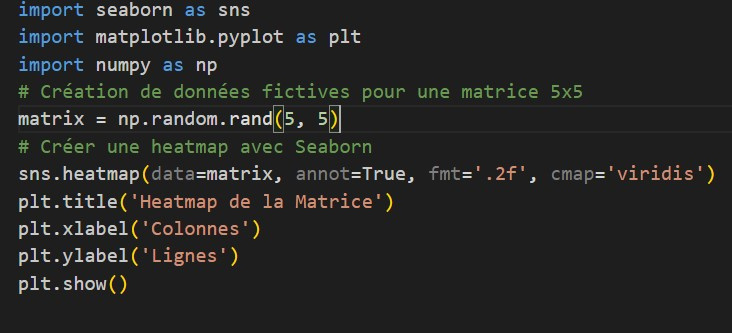 import seaborn as sns
import matplotlib.pyplot as plt
import numpy as np
# Création de données fictives pour une matrice 5x5
matrix = np.random.rand(5, 5)
# Créer une heatmap avec Seaborn
sns.heatmap(data=matrix, annot=True, fmt='.2f', cmap='viridis')
plt.title('Heatmap de la Matrice')
plt.xlabel('Colonnes')
plt.ylabel('Lignes')
plt.show()